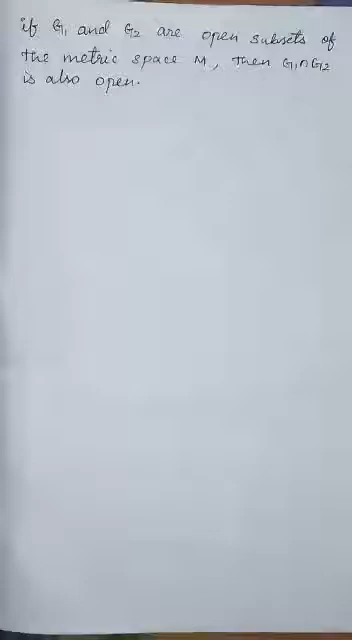 if G₁ and G₂ are open subsets of
the metric space M, then G₁∩G₂
is also open.